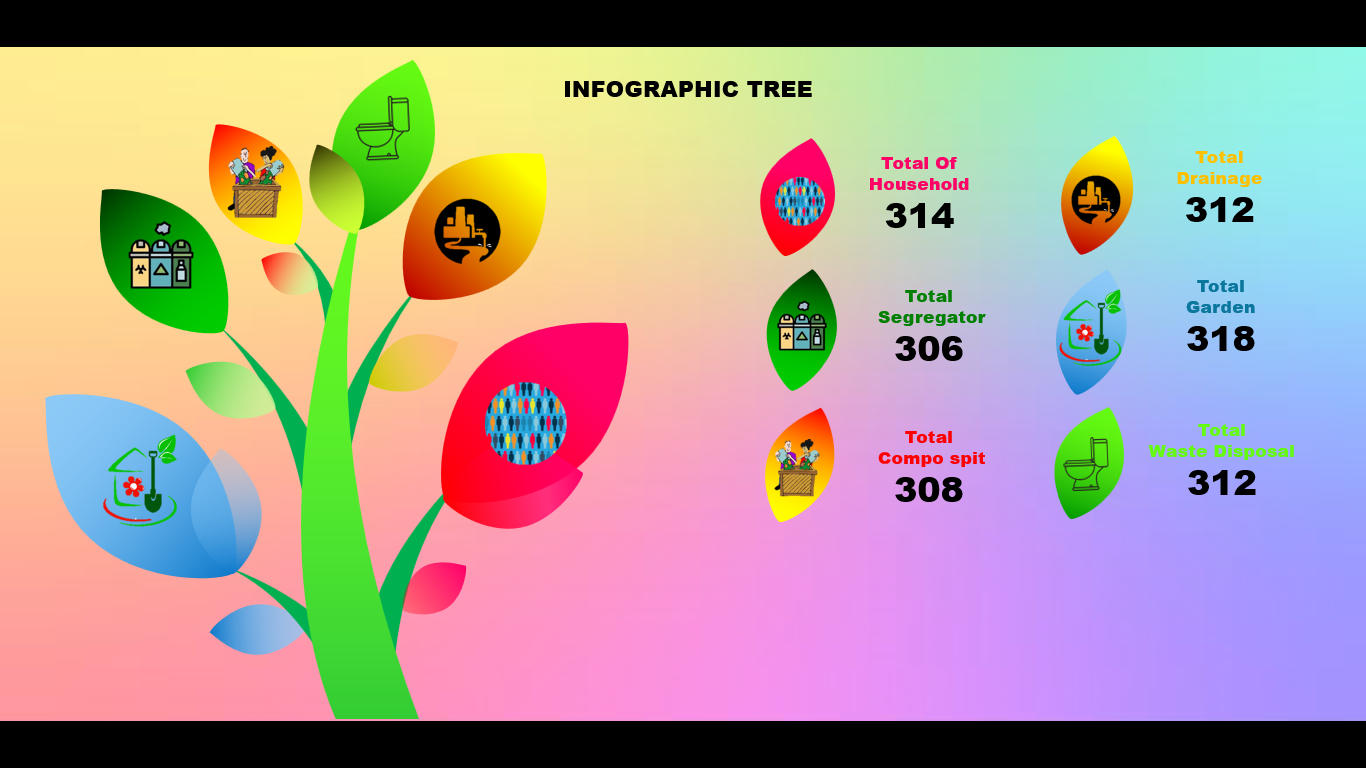 INFOGRAPHIC TREE
Total Of
Household
314
Total
Drainage
312
Total
Segregator
306
Total
Garden
318
Total
Compo spit
308
Total
Waste Disposal
312